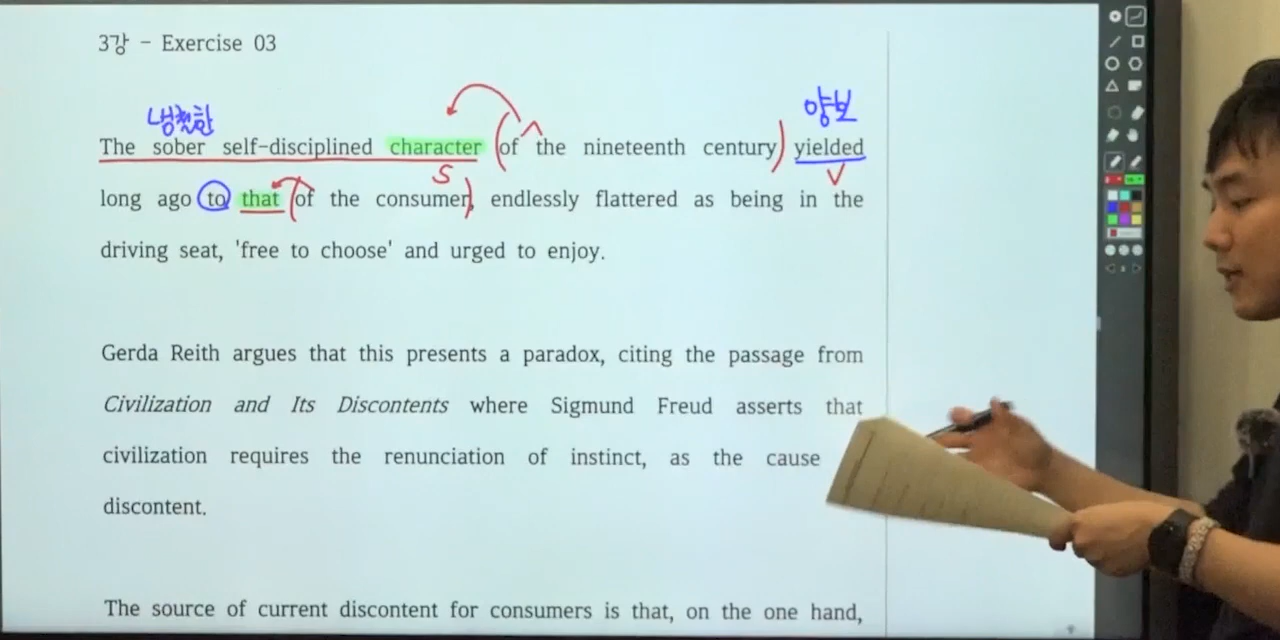 3강 - Exercise 03
냉철한
양보
The sober self-disciplined character (of the nineteenth century) yielded
S
V
long ago to that (of the consumer), endlessly flattered as being in the
driving seat, 'free to choose' and urged to enjoy.
Gerda Reith argues that this presents a paradox, citing the passage from
Civilization and Its Discontents where Sigmund Freud asserts that
civilization requires the renunciation of instinct, as the cause
discontent.
The source of current discontent for consumers is that, on the one hand,